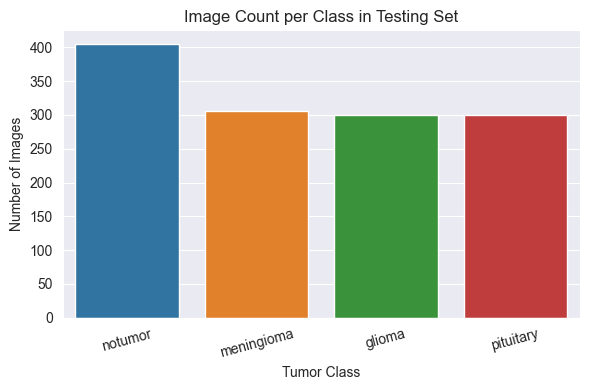 Image Count per Class in Testing Set
Number of Images
400
350
300
250
200
150
100
50
0
notumor
meningioma
glioma
pituitary
Tumor Class